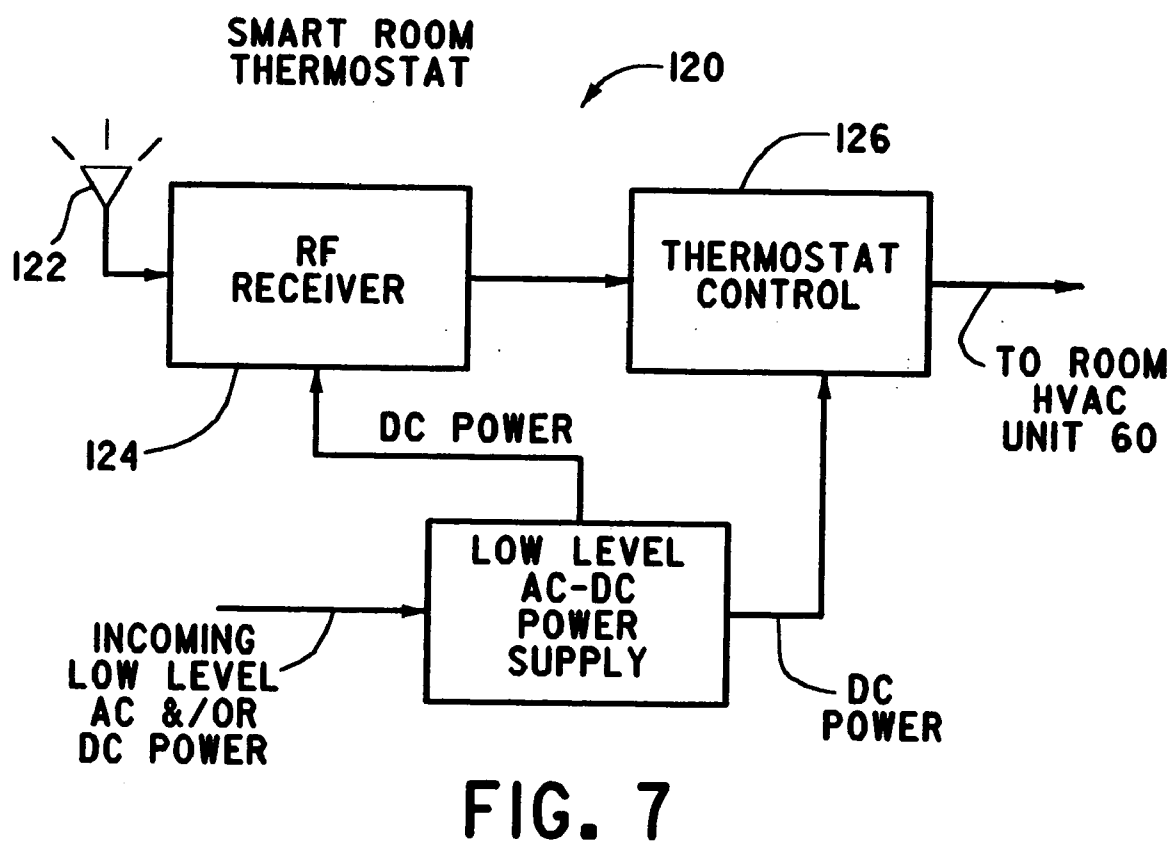 SMART ROOM
THERMOSTAT
120
126
122
RF
RECEIVER
THERMOSTAT
CONTROL
TO ROOM
HVAC
UNIT 60
124
DC POWER
LOW LEVEL
AC-DC
POWER
SUPPLY
INCOMING
LOW LEVEL
AC &/OR
DC POWER
DC
POWER
FIG. 7